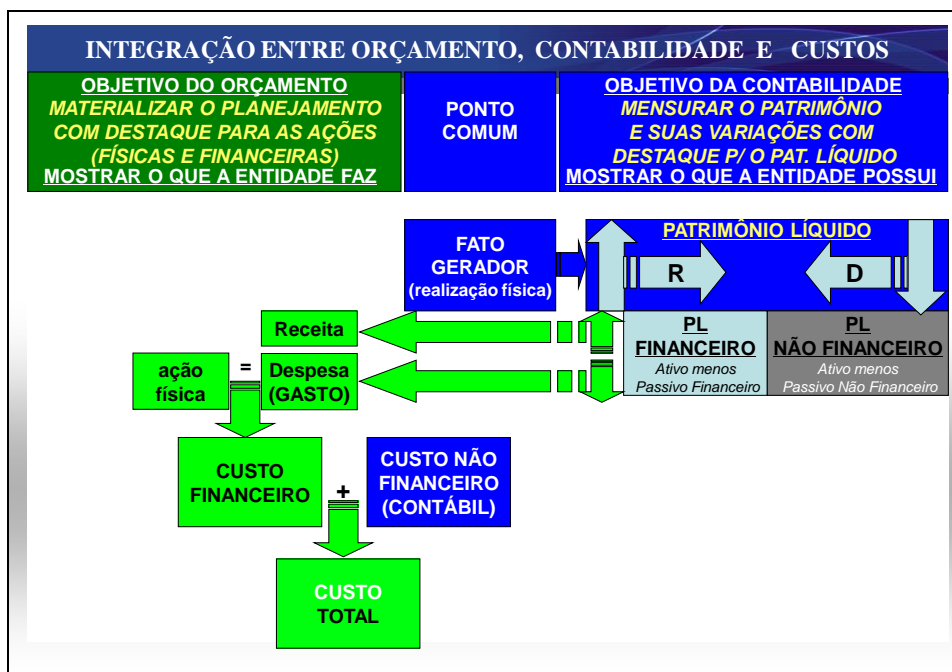 INTEGRAÇÃO ENTRE ORÇAMENTO, CONTABILIDADE E CUSTOS
OBJETIVO DO ORÇAMENTO
MATERIALIZAR O PLANEJAMENTO
COM DESTAQUE PARA AS AÇÕES
(FÍSICAS E FINANCEIRAS)
MOSTRAR O QUE A ENTIDADE FAZ
PONTO
COMUM
OBJETIVO DA CONTABILIDADE
MENSURAR O PATRIMÔNIO
E SUAS VARIAÇÕES COM
DESTAQUE P/ O PAT. LÍQUIDO
MOSTRAR O QUE A ENTIDADE POSSUI
FATO
GERADOR
(realização física)
PATRIMÔNIO LÍQUIDO
R
D
Receita
PL
FINANCEIRO
Ativo menos
Passivo Financeiro
PL
NÃO FINANCEIRO
Ativo menos
Passivo Não Financeiro
ação
física
=
Despesa
(GASTO)
CUSTO
FINANCEIRO
+
CUSTO NÃO
FINANCEIRO
(CONTÁBIL)
CUSTO
TOTAL